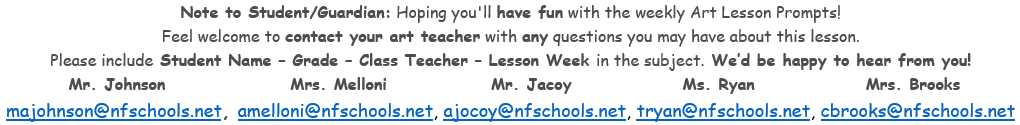 Note to Student/Guardian: Hoping you'll have fun with the weekly Art Lesson Prompts!
Feel welcome to contact your art teacher with any questions you may have about this lesson.
Please include Student Name – Grade – Class Teacher – Lesson Week in the subject. We’d be happy to hear from you!
Mr. Johnson Mrs. Melloni Mr. Jacoy Ms. Ryan Mrs. Brooks
majohnson@nfschools.net, amelloni@nfschools.net, ajocoy@nfschools.net, tryan@nfschools.net, cbrooks@nfschools.net